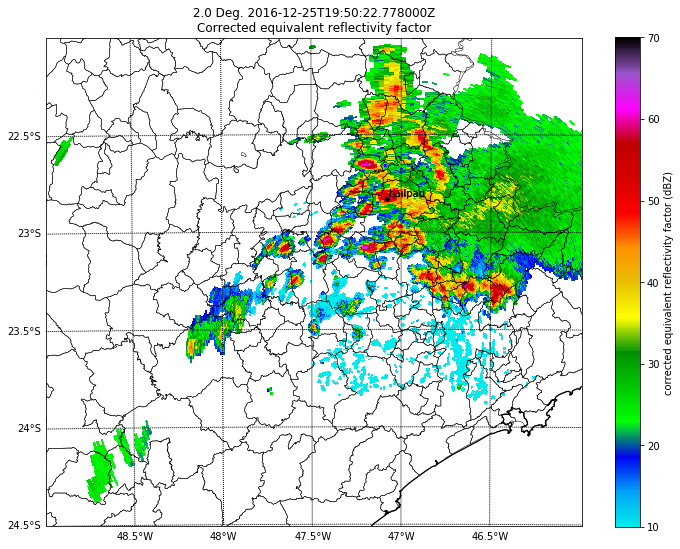 2.0 Deg. 2016-12-25T19:50:22.778000Z
Corrected equivalent reflectivity factor
70
60
50
40
30
20
10
corrected equivalent reflectivity factor (dBZ)
22.5°S
23°S
23.5°S
24°S
24.5°S
48.5°W
48°W
47.5°W
47°W
46.5°W